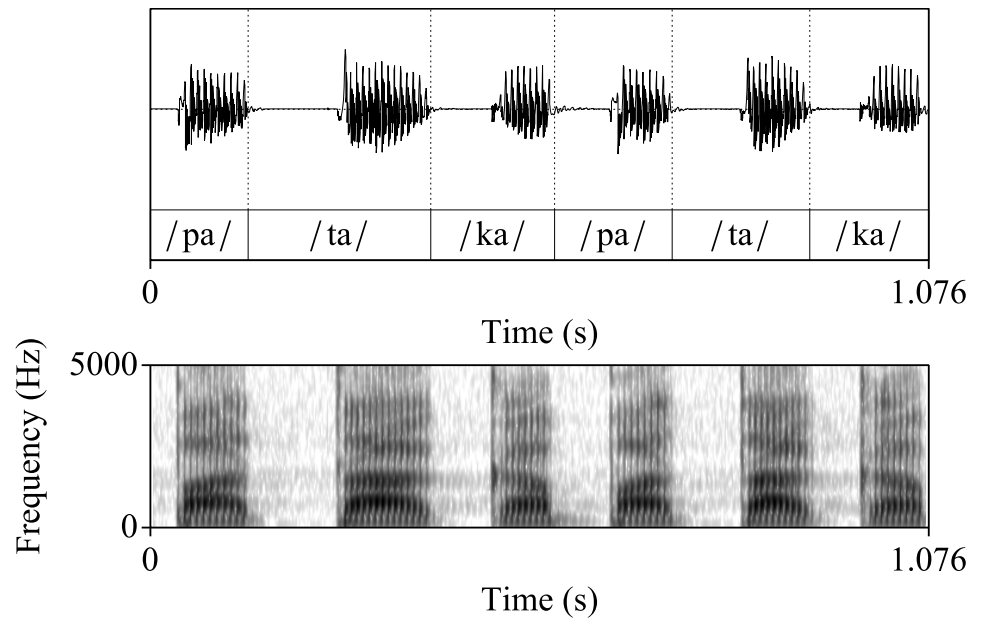 /pa/ /ta/ /ka/ /pa/ /ta/ /ka/
0 1.076
Time (s)
Frequency (Hz)
5000
0
0 1.076
Time (s)